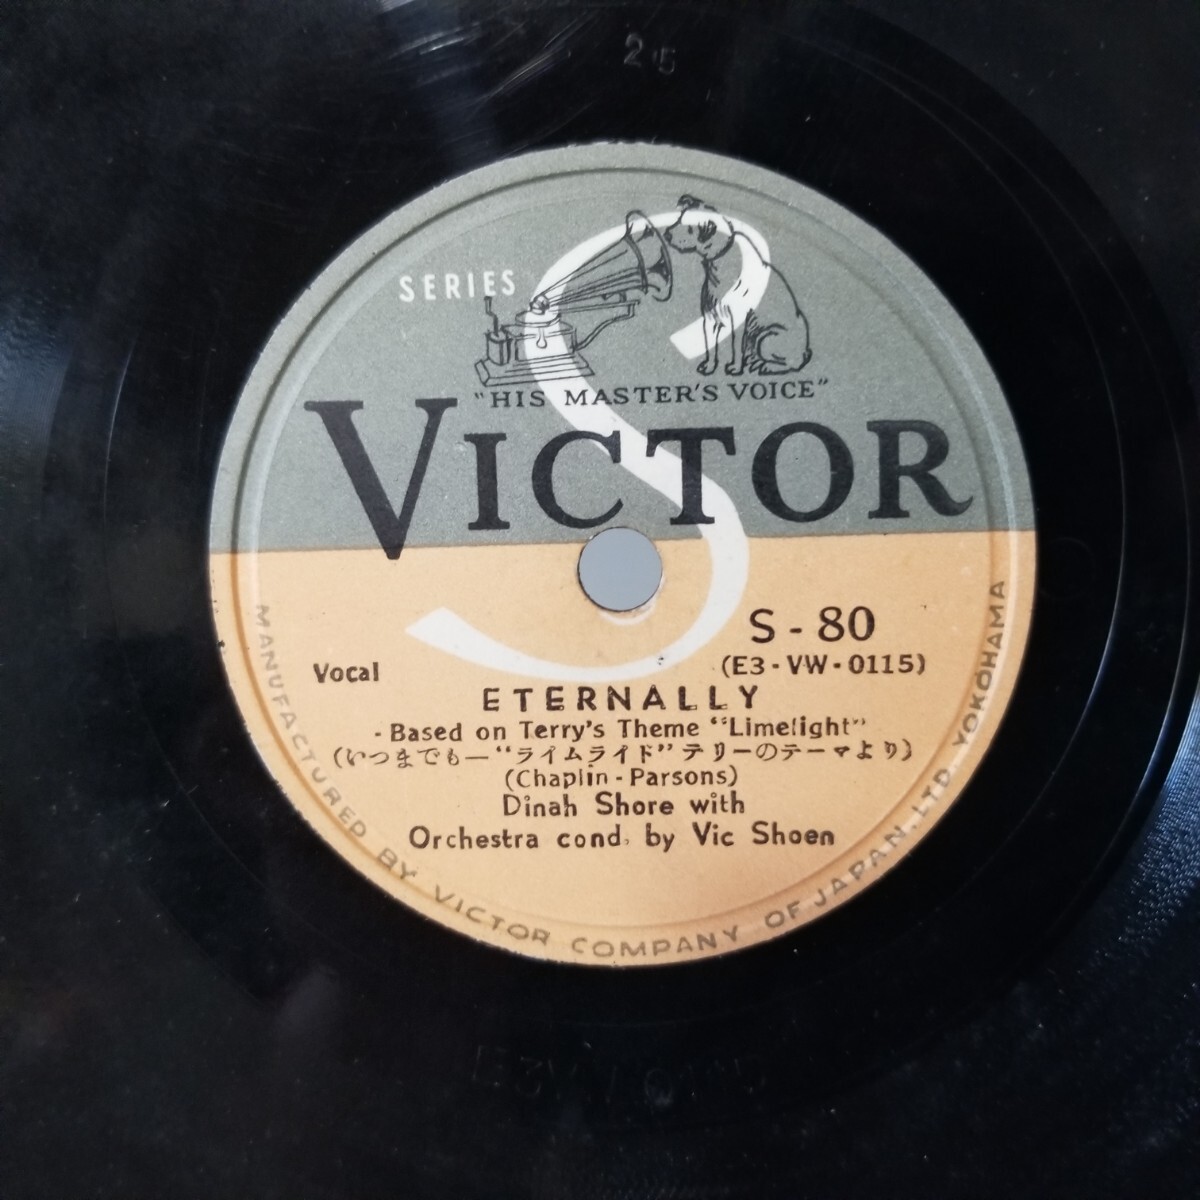 25
SERIES
S
"HIS MASTER'S VOICE"
VICTOR
S - 80
Vocal
(E3 · VW · 0115)
ETERNALLY
- Based on Terry's Theme "Limelight"
(いつまでも—“ライムライド”テリーのテーマより)
(Chaplin - Parsons)
Dinah Shore with
Orchestra cond. by Vic Shoen
MANUFACTURED BY VICTOR COMPANY OF JAPAN, LTD. YOKOHAMA